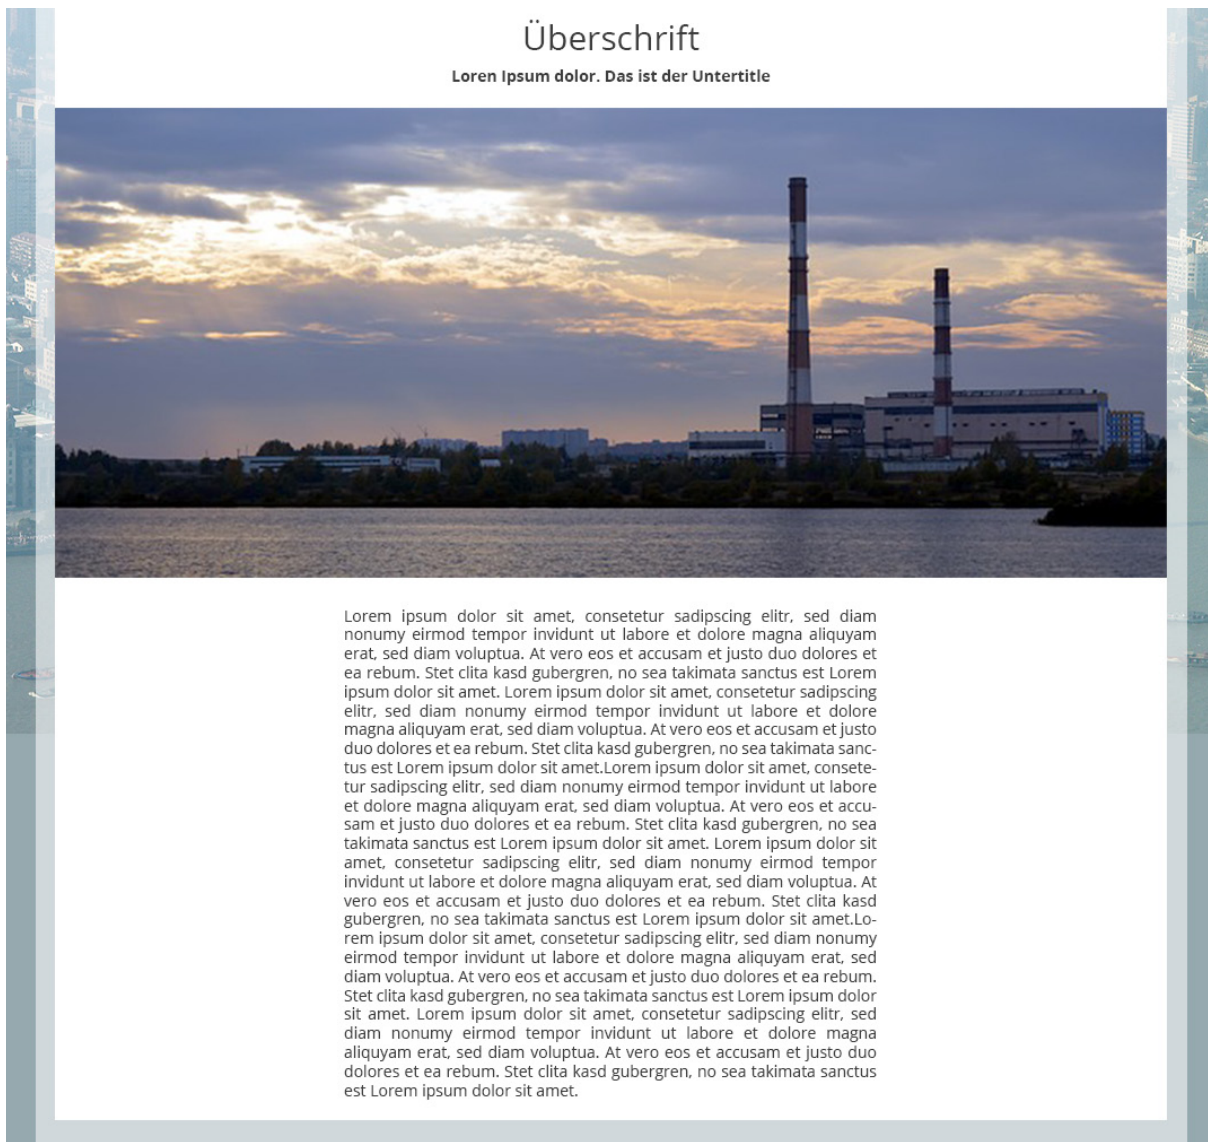 Überschrift
Loren Ipsum dolor. Das ist der Untertitle
Lorem ipsum dolor sit amet, consetetur sadipscing elitr, sed diam
nonumy eirmod tempor invidunt ut labore et dolore magna aliquyam
erat, sed diam voluptua. At vero eos et accusam et justo duo dolores et
ea rebum. Stet clita kasd gubergren, no sea takimata sanctus est Lorem
ipsum dolor sit amet. Lorem ipsum dolor sit amet, consetetur sadipscing
elitr, sed diam nonumy eirmod tempor invidunt ut labore et dolore
magna aliquyam erat, sed diam voluptua. At vero eos et accusam et justo
duo dolores et ea rebum. Stet clita kasd gubergren, no sea takimata sanc-
tus est Lorem ipsum dolor sit amet.Lorem ipsum dolor sit amet, consete-
tur sadipscing elitr, sed diam nonumy eirmod tempor invidunt ut labore
et dolore magna aliquyam erat, sed diam voluptua. At vero eos et accu-
sam et justo duo dolores et ea rebum. Stet clita kasd gubergren, no sea
takimata sanctus est Lorem ipsum dolor sit amet. Lorem ipsum dolor sit
amet, consetetur sadipscing elitr, sed diam nonumy eirmod tempor
invidunt ut labore et dolore magna aliquyam erat, sed diam voluptua. At
vero eos et accusam et justo duo dolores et ea rebum. Stet clita kasd
gubergren, no sea takimata sanctus est Lorem ipsum dolor sit amet.Lo-
rem ipsum dolor sit amet, consetetur sadipscing elitr, sed diam nonumy
eirmod tempor invidunt ut labore et dolore magna aliquyam erat, sed
diam voluptua. At vero eos et accusam et justo duo dolores et ea rebum.
Stet clita kasd gubergren, no sea takimata sanctus est Lorem ipsum dolor
sit amet. Lorem ipsum dolor sit amet, consetetur sadipscing elitr, sed
diam nonumy eirmod tempor invidunt ut labore et dolore magna
aliquyam erat, sed diam voluptua. At vero eos et accusam et justo duo
dolores et ea rebum. Stet clita kasd gubergren, no sea takimata sanctus
est Lorem ipsum dolor sit amet.